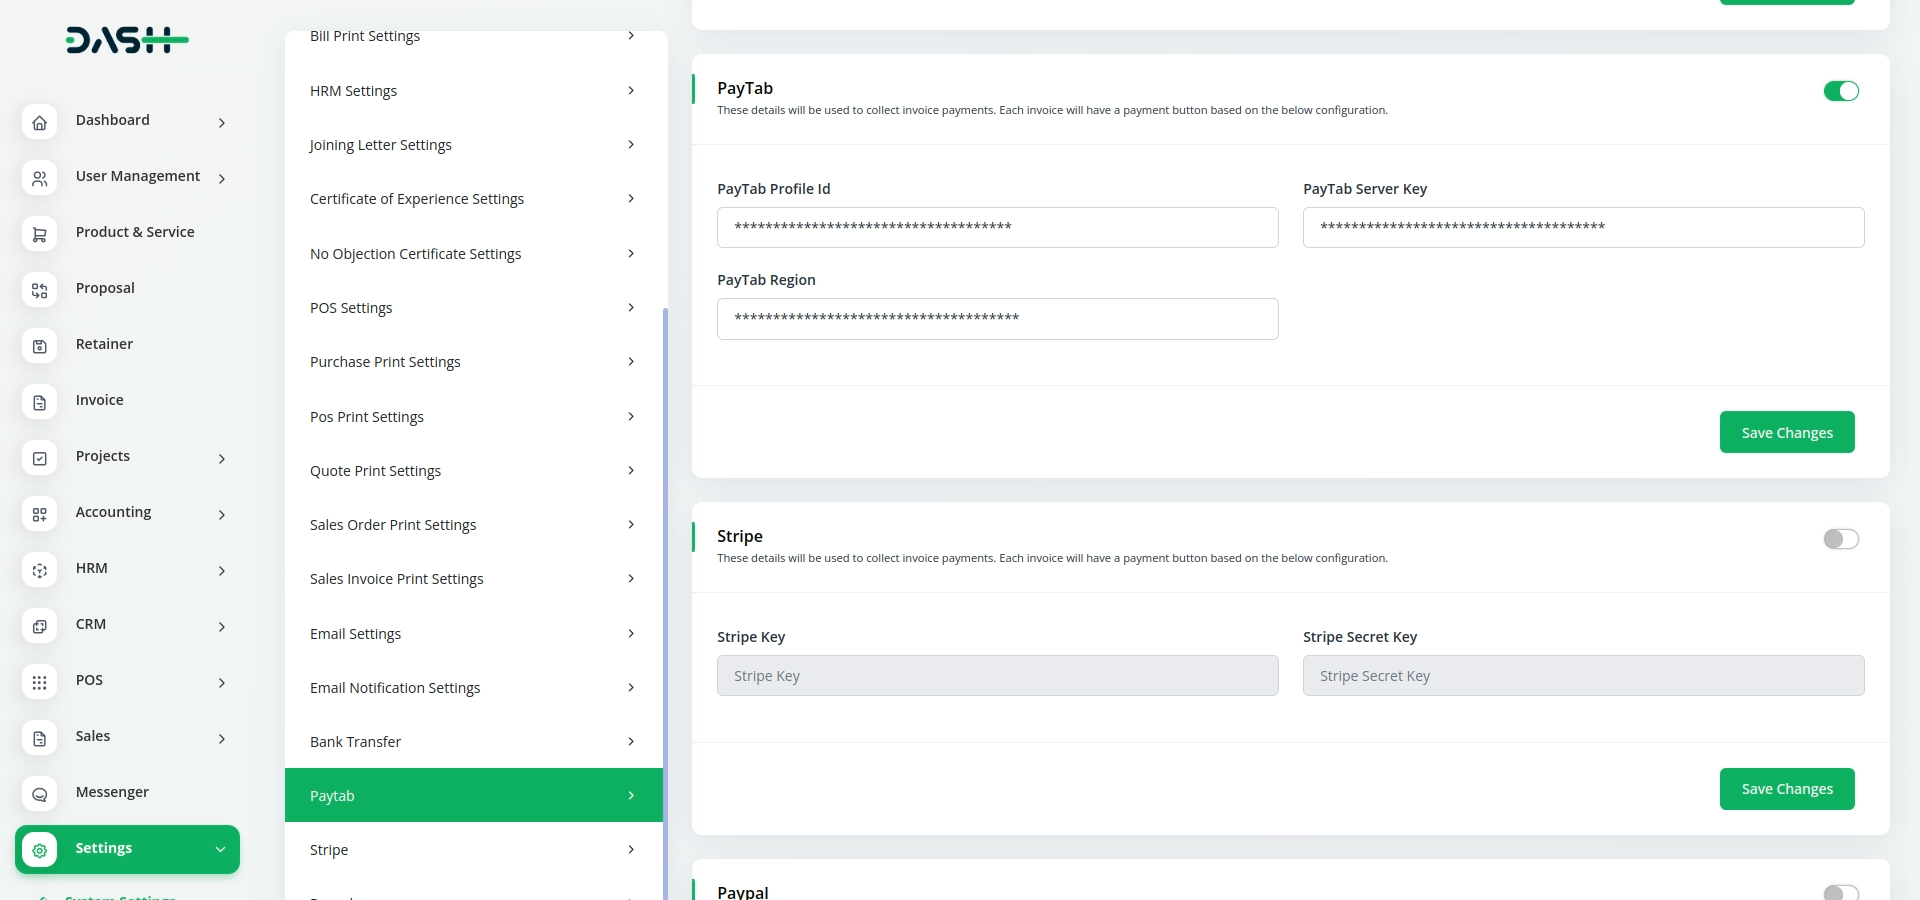 DASH
Dashboard
User Management
Product & Service
Proposal
Retainer
Invoice
Projects
Accounting
HRM
CRM
POS
Sales
Messenger
Settings
System Settings
Bill Print Settings
HRM Settings
Joining Letter Settings
Certificate of Experience Settings
No Objection Certificate Settings
POS Settings
Purchase Print Settings
Pos Print Settings
Quote Print Settings
Sales Order Print Settings
Sales Invoice Print Settings
Email Settings
Email Notification Settings
Bank Transfer
Paytab
Stripe
PayTab
These details will be used to collect invoice payments. Each invoice will have a payment button based on the below configuration.
PayTab Profile Id
PayTab Server Key
************************************
*************************************
PayTab Region
*************************************
Save Changes
Stripe
These details will be used to collect invoice payments. Each invoice will have a payment button based on the below configuration.
Stripe Key
Stripe Secret Key
Stripe Key
Stripe Secret Key
Save Changes
Paypal